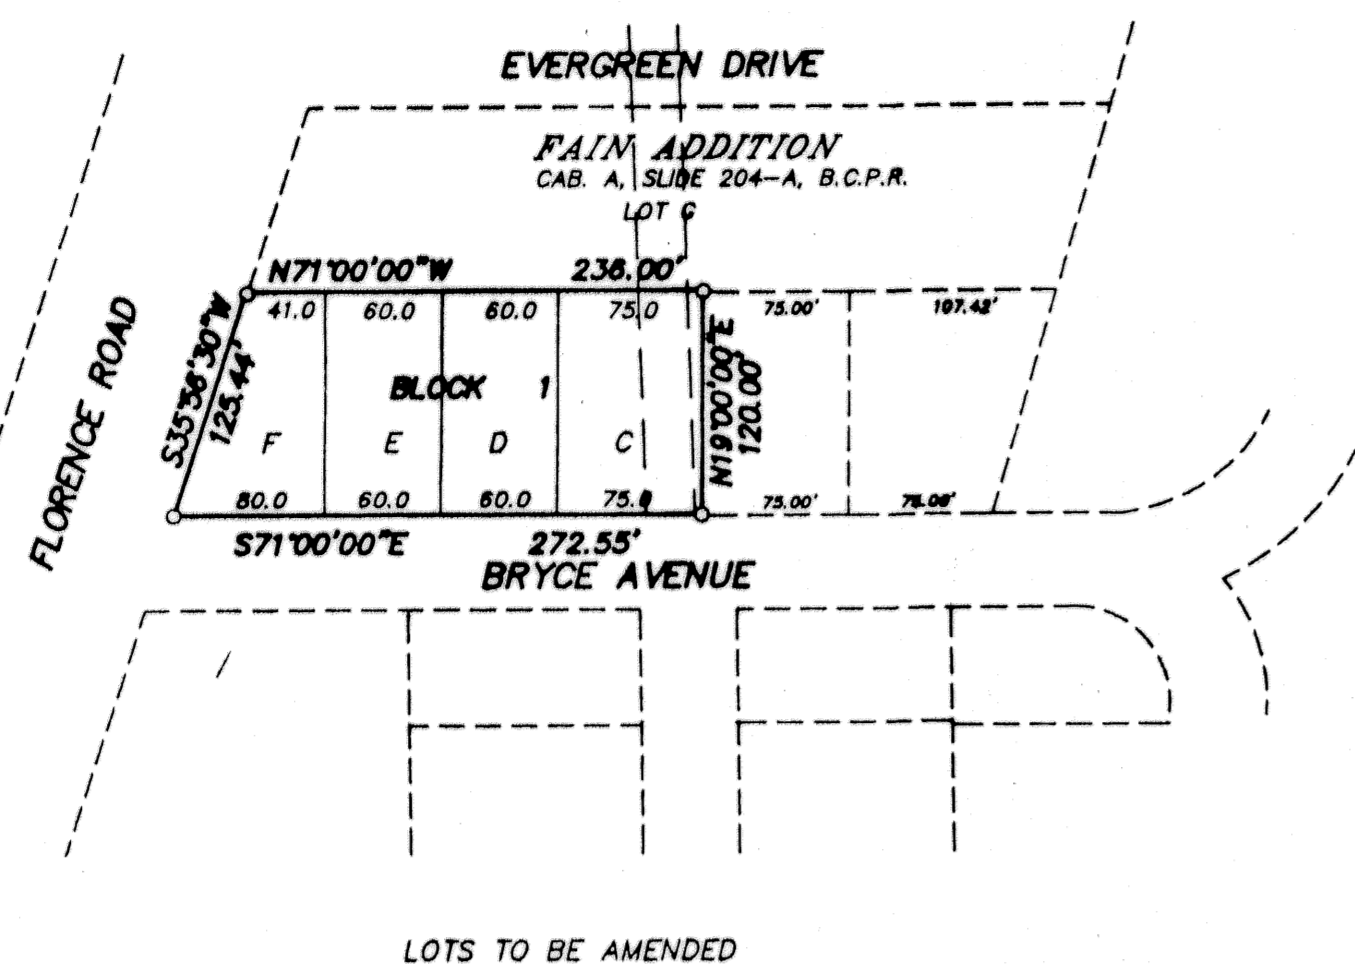 EVERGREEN DRIVE
FAIN ADDITION
CAB. A, SLIDE 204-A, B.C.P.R.
LOT G
N71°00'00"W 236.00'
41.0 60.0 60.0 75.0 75.00' 107.42'
FLORENCE ROAD
S35°58'30"W
125.44'
BLOCK 1
N19°00'00"E
120.00'
F E D C
80.0 60.0 60.0 75.0 75.00' 75.00'
S71°00'00"E 272.55'
BRYCE AVENUE
LOTS TO BE AMENDED